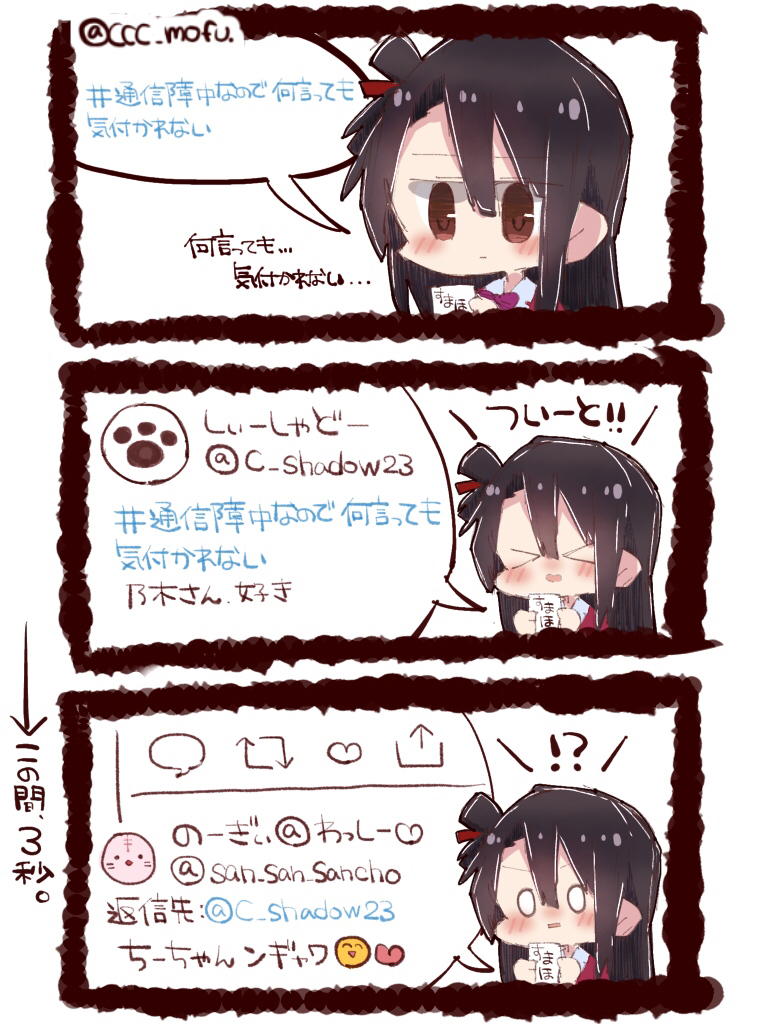 @ccc_mofu.
#通信障害中なので何言っても
気付かれない
何言っても...
気付かれない...
すまほ
ついーと!!
しぃーしゃどー
@C_shadow23
#通信障害中なので何言っても
気付かれない
乃木さん、好き
すまほ
この間、3秒。
!?
のーぎぃ@わっしー♡
@san_san_sancho
返信先:@C_shadow23
ちーちゃんンギャワ😊❤
すまほ